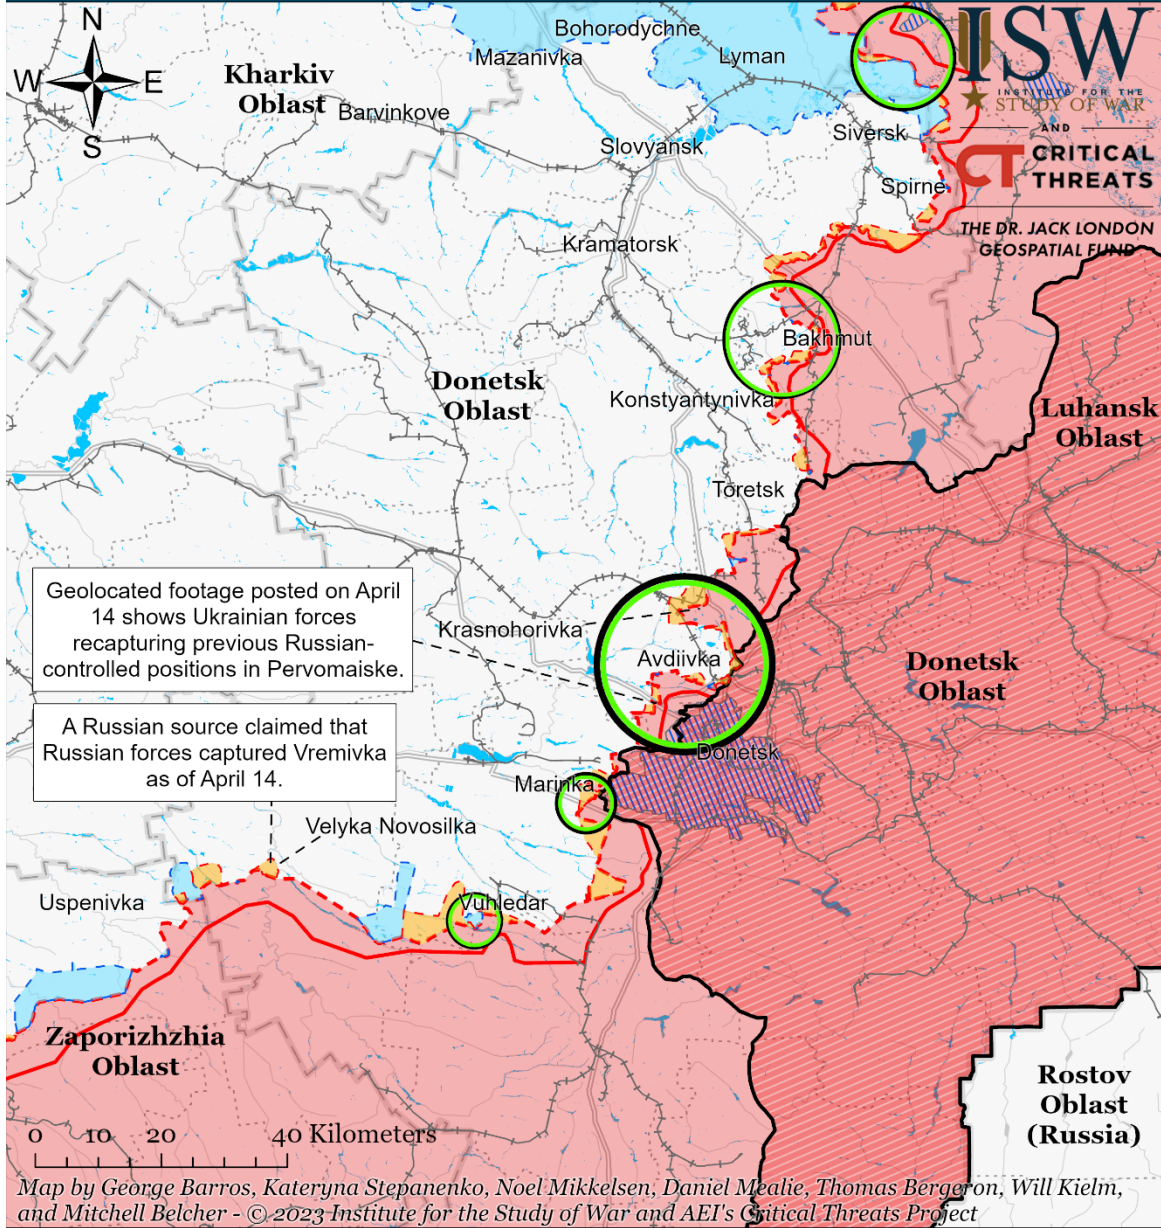 N
W E
S
Kharkiv
Oblast
Bohorodychne
Mazanivka
Lyman
Barvinkove
ISW
INSTITUTE FOR THE
STUDY OF WAR
AND
CT CRITICAL
THREATS
THE DR. JACK LONDON
GEOSPATIAL FUND
Siversk
Slovyansk
Spirne
Kramatorsk
Bakhmut
Donetsk
Oblast
Konstyantynivka
Luhansk
Oblast
Toretsk
Geolocated footage posted on April
14 shows Ukrainian forces
recapturing previous Russian-
controlled positions in Pervomaiske.
Krasnohorivka
Avdiivka
Donetsk
Oblast
A Russian source claimed that
Russian forces captured Vremivka
as of April 14.
Donetsk
Marinka
Velyka Novosilka
Uspenivka
Vuhledar
Zaporizhzhia
Oblast
Rostov
Oblast
(Russia)
0 10 20 40 Kilometers
Map by George Barros, Kateryna Stepanenko, Noel Mikkelsen, Daniel Mealie, Thomas Bergeron, Will Kielm,
and Mitchell Belcher - © 2023 Institute for the Study of War and AEI's Critical Threats Project